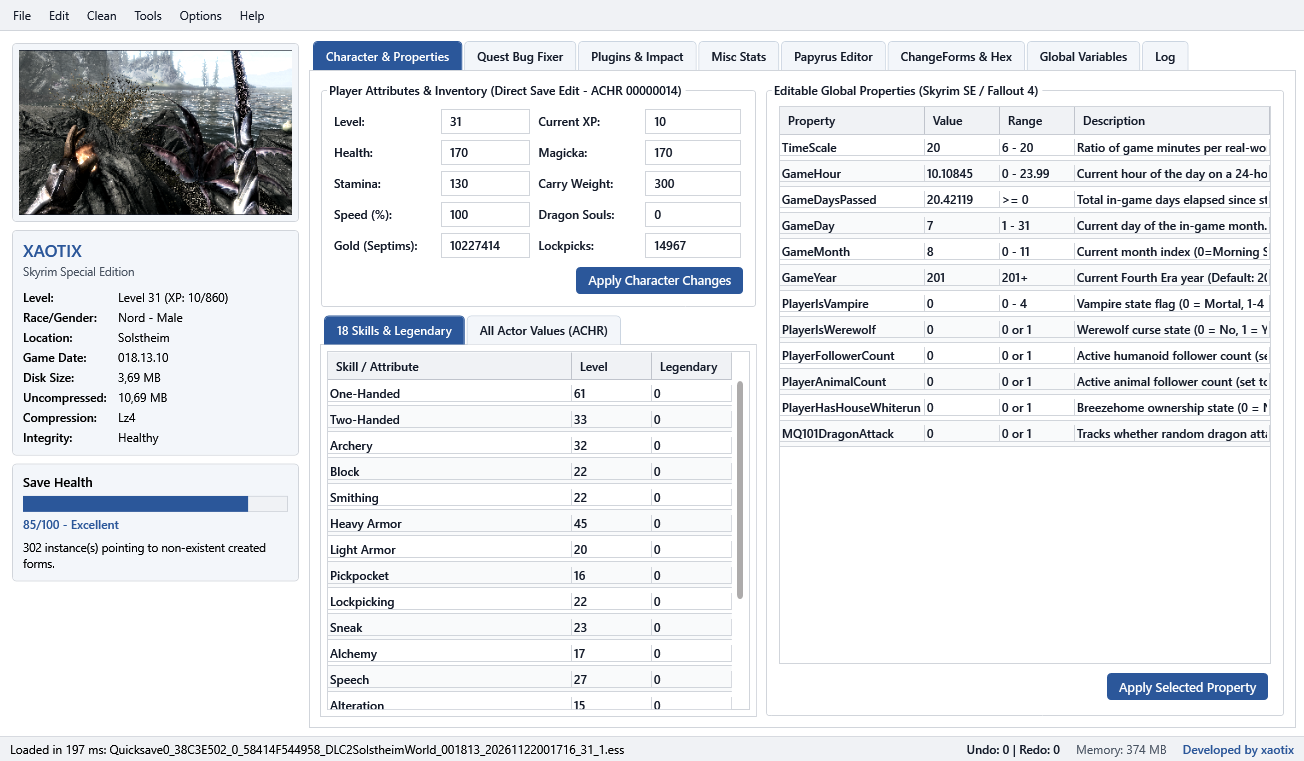 File Edit Clean Tools Options Help
Character & Properties Quest Bug Fixer Plugins & Impact Misc Stats Papyrus Editor ChangeForms & Hex Global Variables Log
XAOTIX
Skyrim Special Edition
Level: Level 31 (XP: 10/860)
Race/Gender: Nord - Male
Location: Solstheim
Game Date: 018.13.10
Disk Size: 3,69 MB
Uncompressed: 10,69 MB
Compression: Lz4
Integrity: Healthy
Save Health
85/100 - Excellent
302 instance(s) pointing to non-existent created
forms.
Player Attributes & Inventory (Direct Save Edit - ACHR 00000014)
Level: 31 Current XP: 10
Health: 170 Magicka: 170
Stamina: 130 Carry Weight: 300
Speed (%): 100 Dragon Souls: 0
Gold (Septims): 10227414 Lockpicks: 14967
Apply Character Changes
18 Skills & Legendary All Actor Values (ACHR)
Skill / Attribute Level Legendary
One-Handed 61 0
Two-Handed 33 0
Archery 32 0
Block 22 0
Smithing 22 0
Heavy Armor 45 0
Light Armor 20 0
Pickpocket 16 0
Lockpicking 22 0
Sneak 23 0
Alchemy 17 0
Speech 27 0
Alteration 15 0
Editable Global Properties (Skyrim SE / Fallout 4)
Property Value Range Description
TimeScale 20 6 - 20 Ratio of game minutes per real-wo
GameHour 10.10845 0 - 23.99 Current hour of the day on a 24-ho
GameDaysPassed 20.42119 >= 0 Total in-game days elapsed since st
GameDay 7 1 - 31 Current day of the in-game month.
GameMonth 8 0 - 11 Current month index (0=Morning S
GameYear 201 201+ Current Fourth Era year (Default: 20
PlayerIsVampire 0 0 - 4 Vampire state flag (0 = Mortal, 1-4
PlayerIsWerewolf 0 0 or 1 Werewolf curse state (0 = No, 1 = Y
PlayerFollowerCount 0 0 or 1 Active humanoid follower count (se
PlayerAnimalCount 0 0 or 1 Active animal follower count (set to
PlayerHasHouseWhiterun 0 0 or 1 Breezehome ownership state (0 = N
MQ101DragonAttack 0 0 or 1 Tracks whether random dragon atta
Apply Selected Property
Loaded in 197 ms: Quicksave0_38C3E502_0_58414F544958_DLC2SolstheimWorld_001813_20261122001716_31_1.ess Undo: 0 | Redo: 0 Memory: 374 MB Developed by xaotix